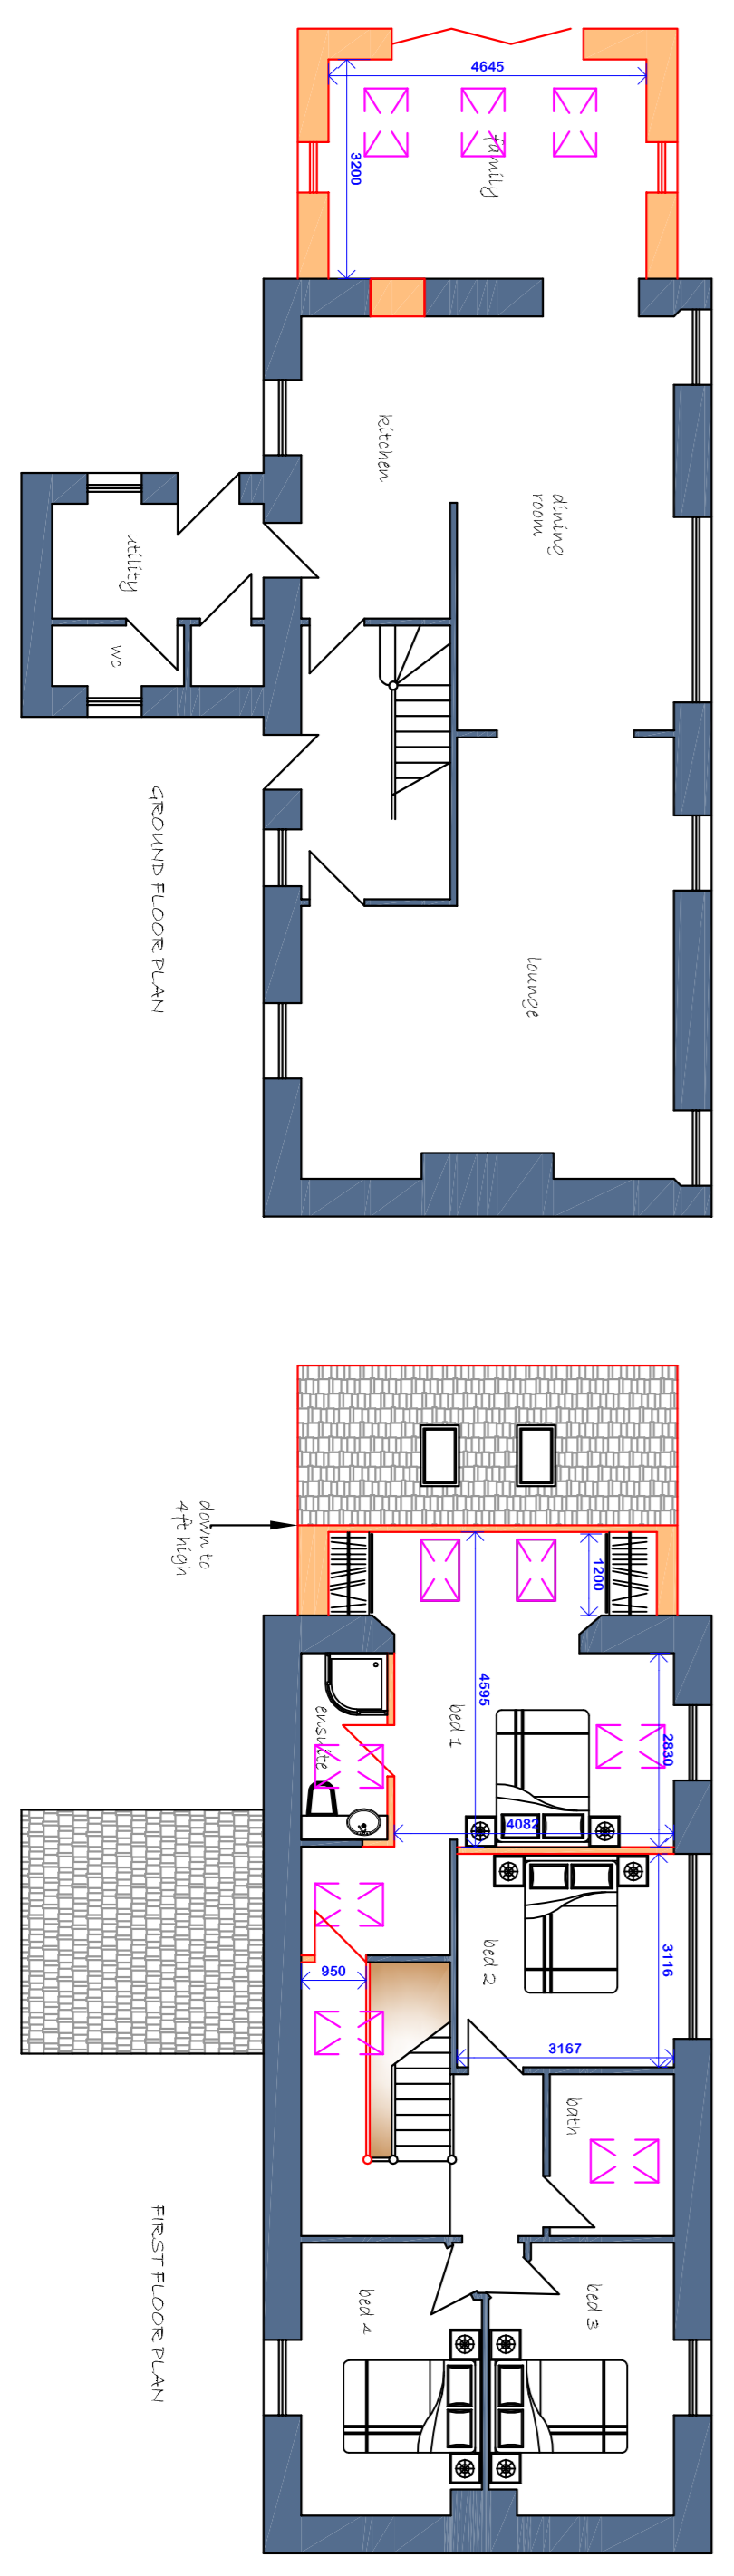 4645
3200
family
kitchen
dining
room
utility
wc
lounge
GROUND FLOOR PLAN
down to
4ft high
1200
4595
bed 1
2830
ensuite
4082
bed 2
3116
950
3167
bath
bed 3
bed 4
FIRST FLOOR PLAN